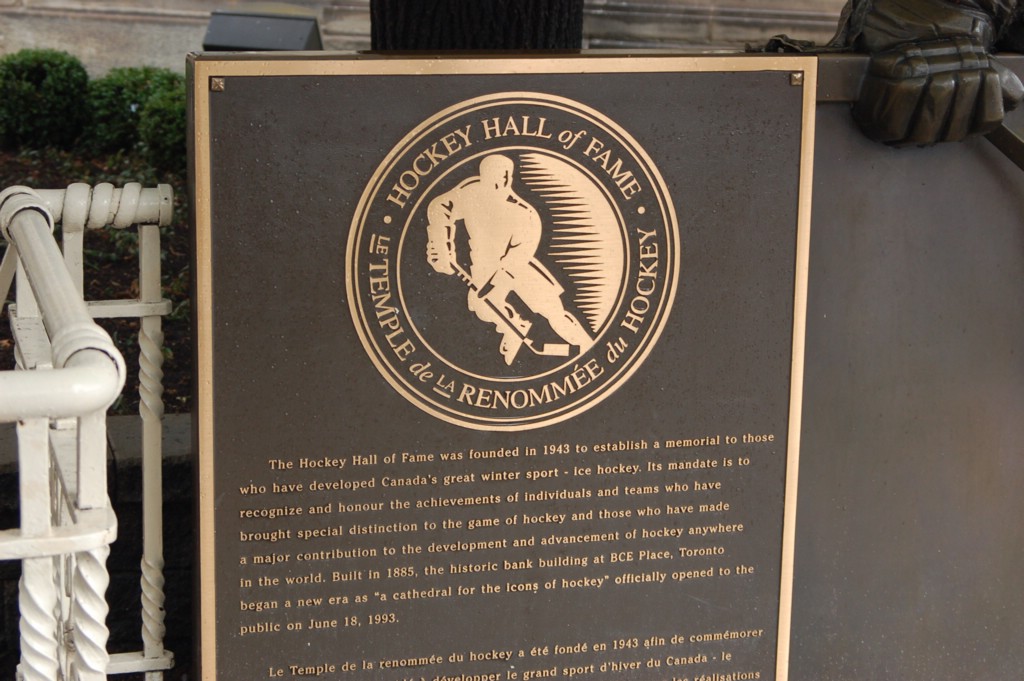 HOCKEY HALL of FAME
LE TEMPLE de LA RENOMMÉE du HOCKEY
The Hockey Hall of Fame was founded in 1943 to establish a memorial to those
who have developed Canada's great winter sport - ice hockey. Its mandate is to
recognize and honour the achievements of individuals and teams who have
brought special distinction to the game of hockey and those who have made
a major contribution to the development and advancement of hockey anywhere
in the world. Built in 1885, the historic bank building at BCE Place, Toronto
began a new era as "a cathedral for the icons of hockey" officially opened to the
public on June 18, 1993.
Le Temple de la renommée du hockey a été fondé en 1943 afin de commémorer
à développer le grand sport d'hiver du Canada - le
les réalisations